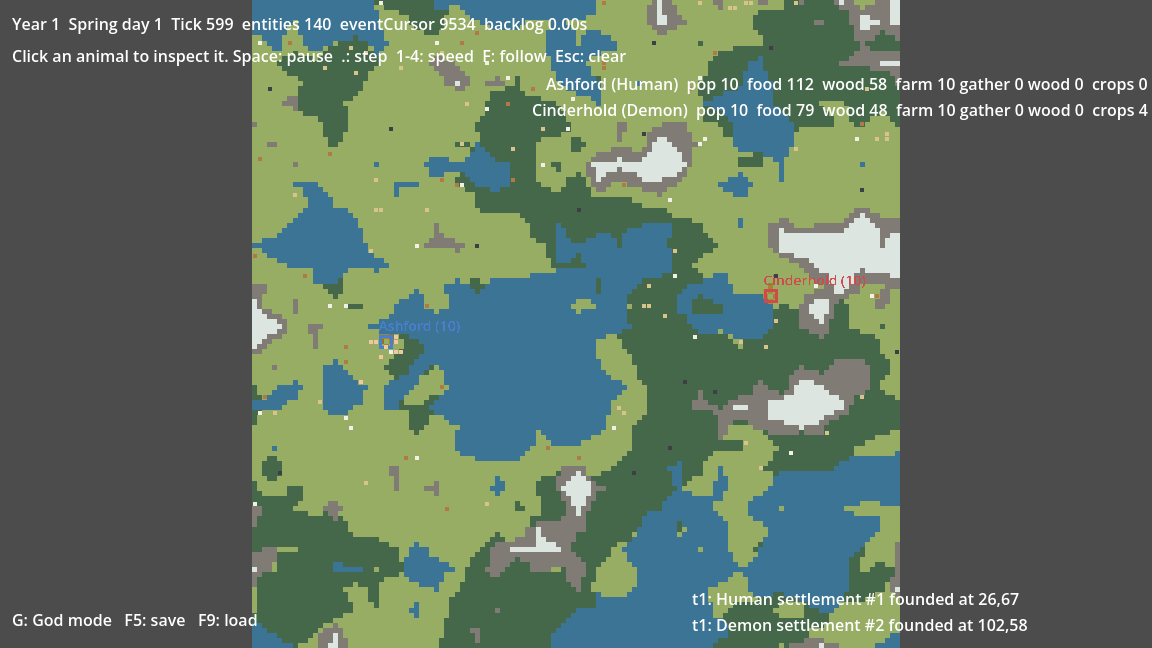 Year 1  Spring day 1  Tick 599  entities 140  eventCursor 9534  backlog 0.00s
Click an animal to inspect it. Space: pause  .: step  1-4: speed  E: follow  Esc: clear
Ashford (Human)  pop 10  food 112  wood 58  farm 10 gather 0 wood 0  crops 0
Cinderhold (Demon)  pop 10  food 79  wood 48  farm 10 gather 0 wood 0  crops 4
Cinderhold (10)
Ashford (10)
t1: Human settlement #1 founded at 26,67
G: God mode   F5: save   F9: load
t1: Demon settlement #2 founded at 102,58